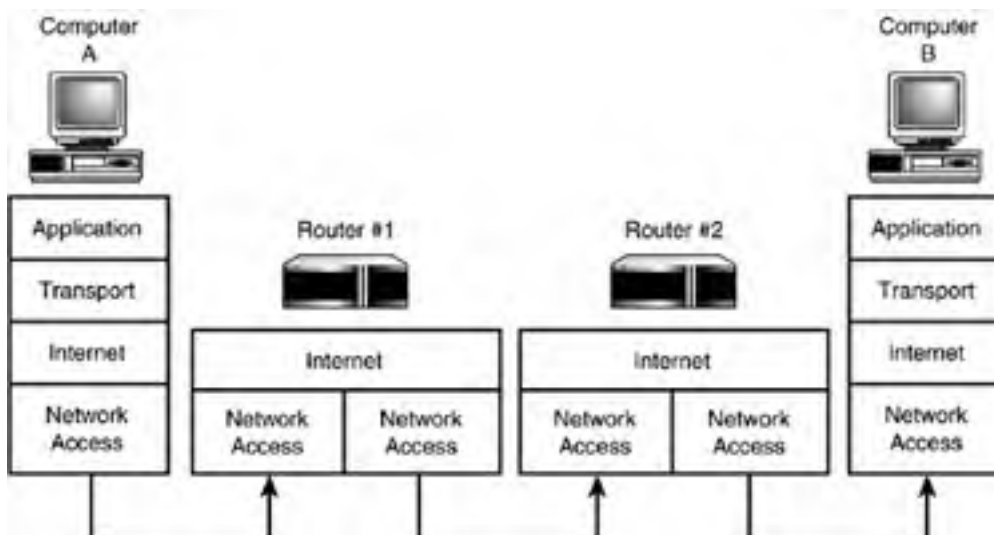 Computer
A
Computer
B
Application
Transport
Internet
Network
Access
Router #1
Internet
Network
Access
Network
Access
Router #2
Internet
Network
Access
Network
Access
Application
Transport
Internet
Network
Access